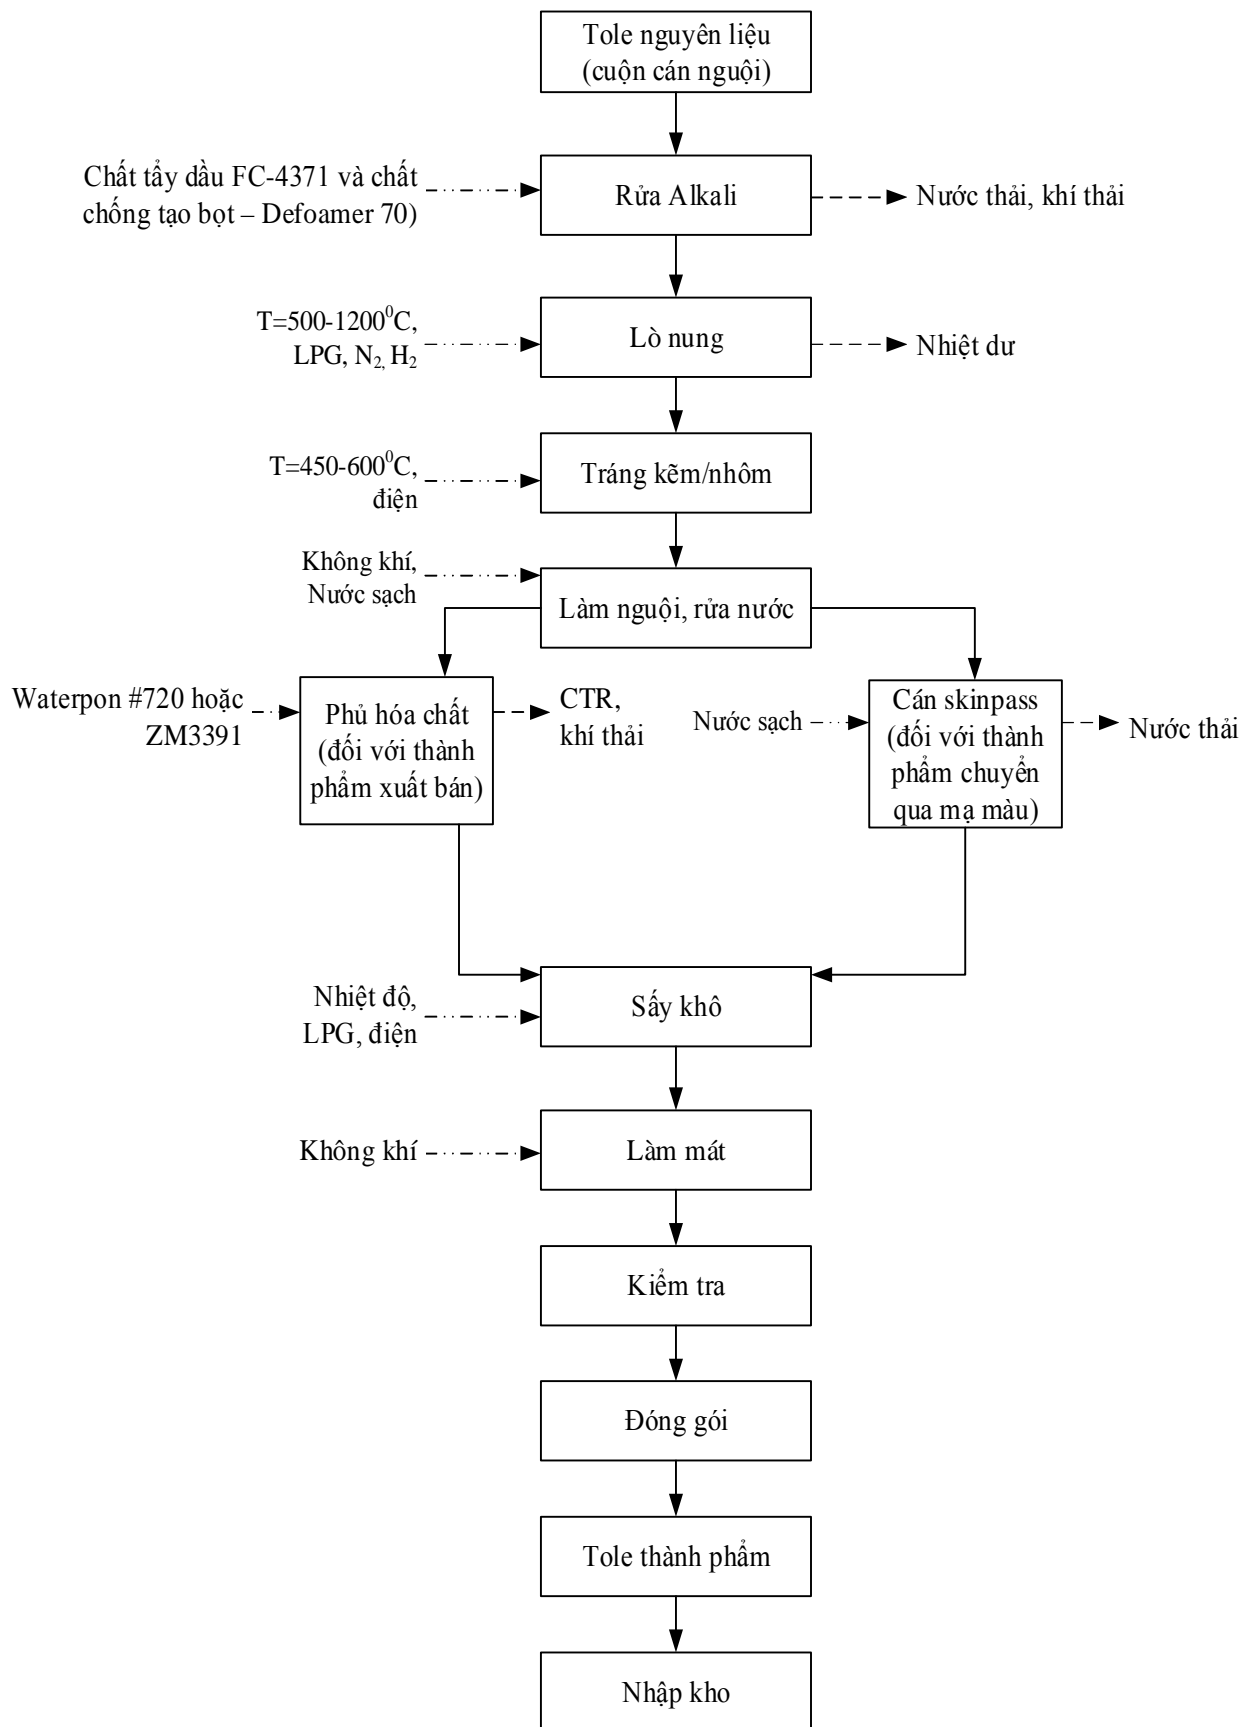 Tole nguyên liệu
(cuộn cán nguội)
Chất tẩy dầu FC-4371 và chất
chống tạo bọt – Defoamer 70)
Rửa Alkali
Nước thải, khí thải
T=500-1200⁰C,
LPG, N₂, H₂
Lò nung
Nhiệt dư
T=450-600⁰C,
điện
Tráng kẽm/nhôm
Không khí,
Nước sạch
Làm nguội, rửa nước
Waterpon #720 hoặc
ZM3391
Phủ hóa chất
(đối với thành
phẩm xuất bán)
CTR,
khí thải
Nước sạch
Cán skinpass
(đối với thành
phẩm chuyển
qua mạ màu)
Nước thải
Nhiệt độ,
LPG, điện
Sấy khô
Không khí
Làm mát
Kiểm tra
Đóng gói
Tole thành phẩm
Nhập kho